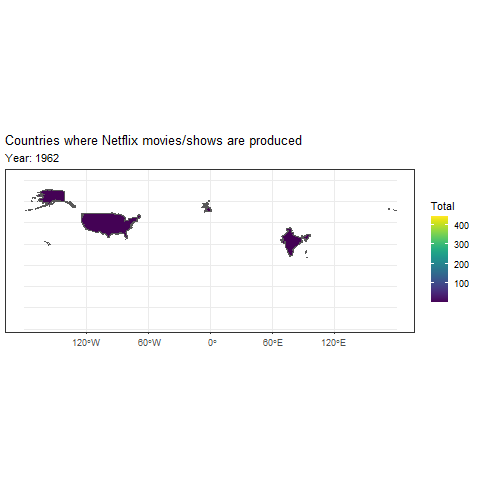 Countries where Netflix movies/shows are produced
Year: 1962
Total
400
300
200
100
120°W 60°W 0° 60°E 120°E